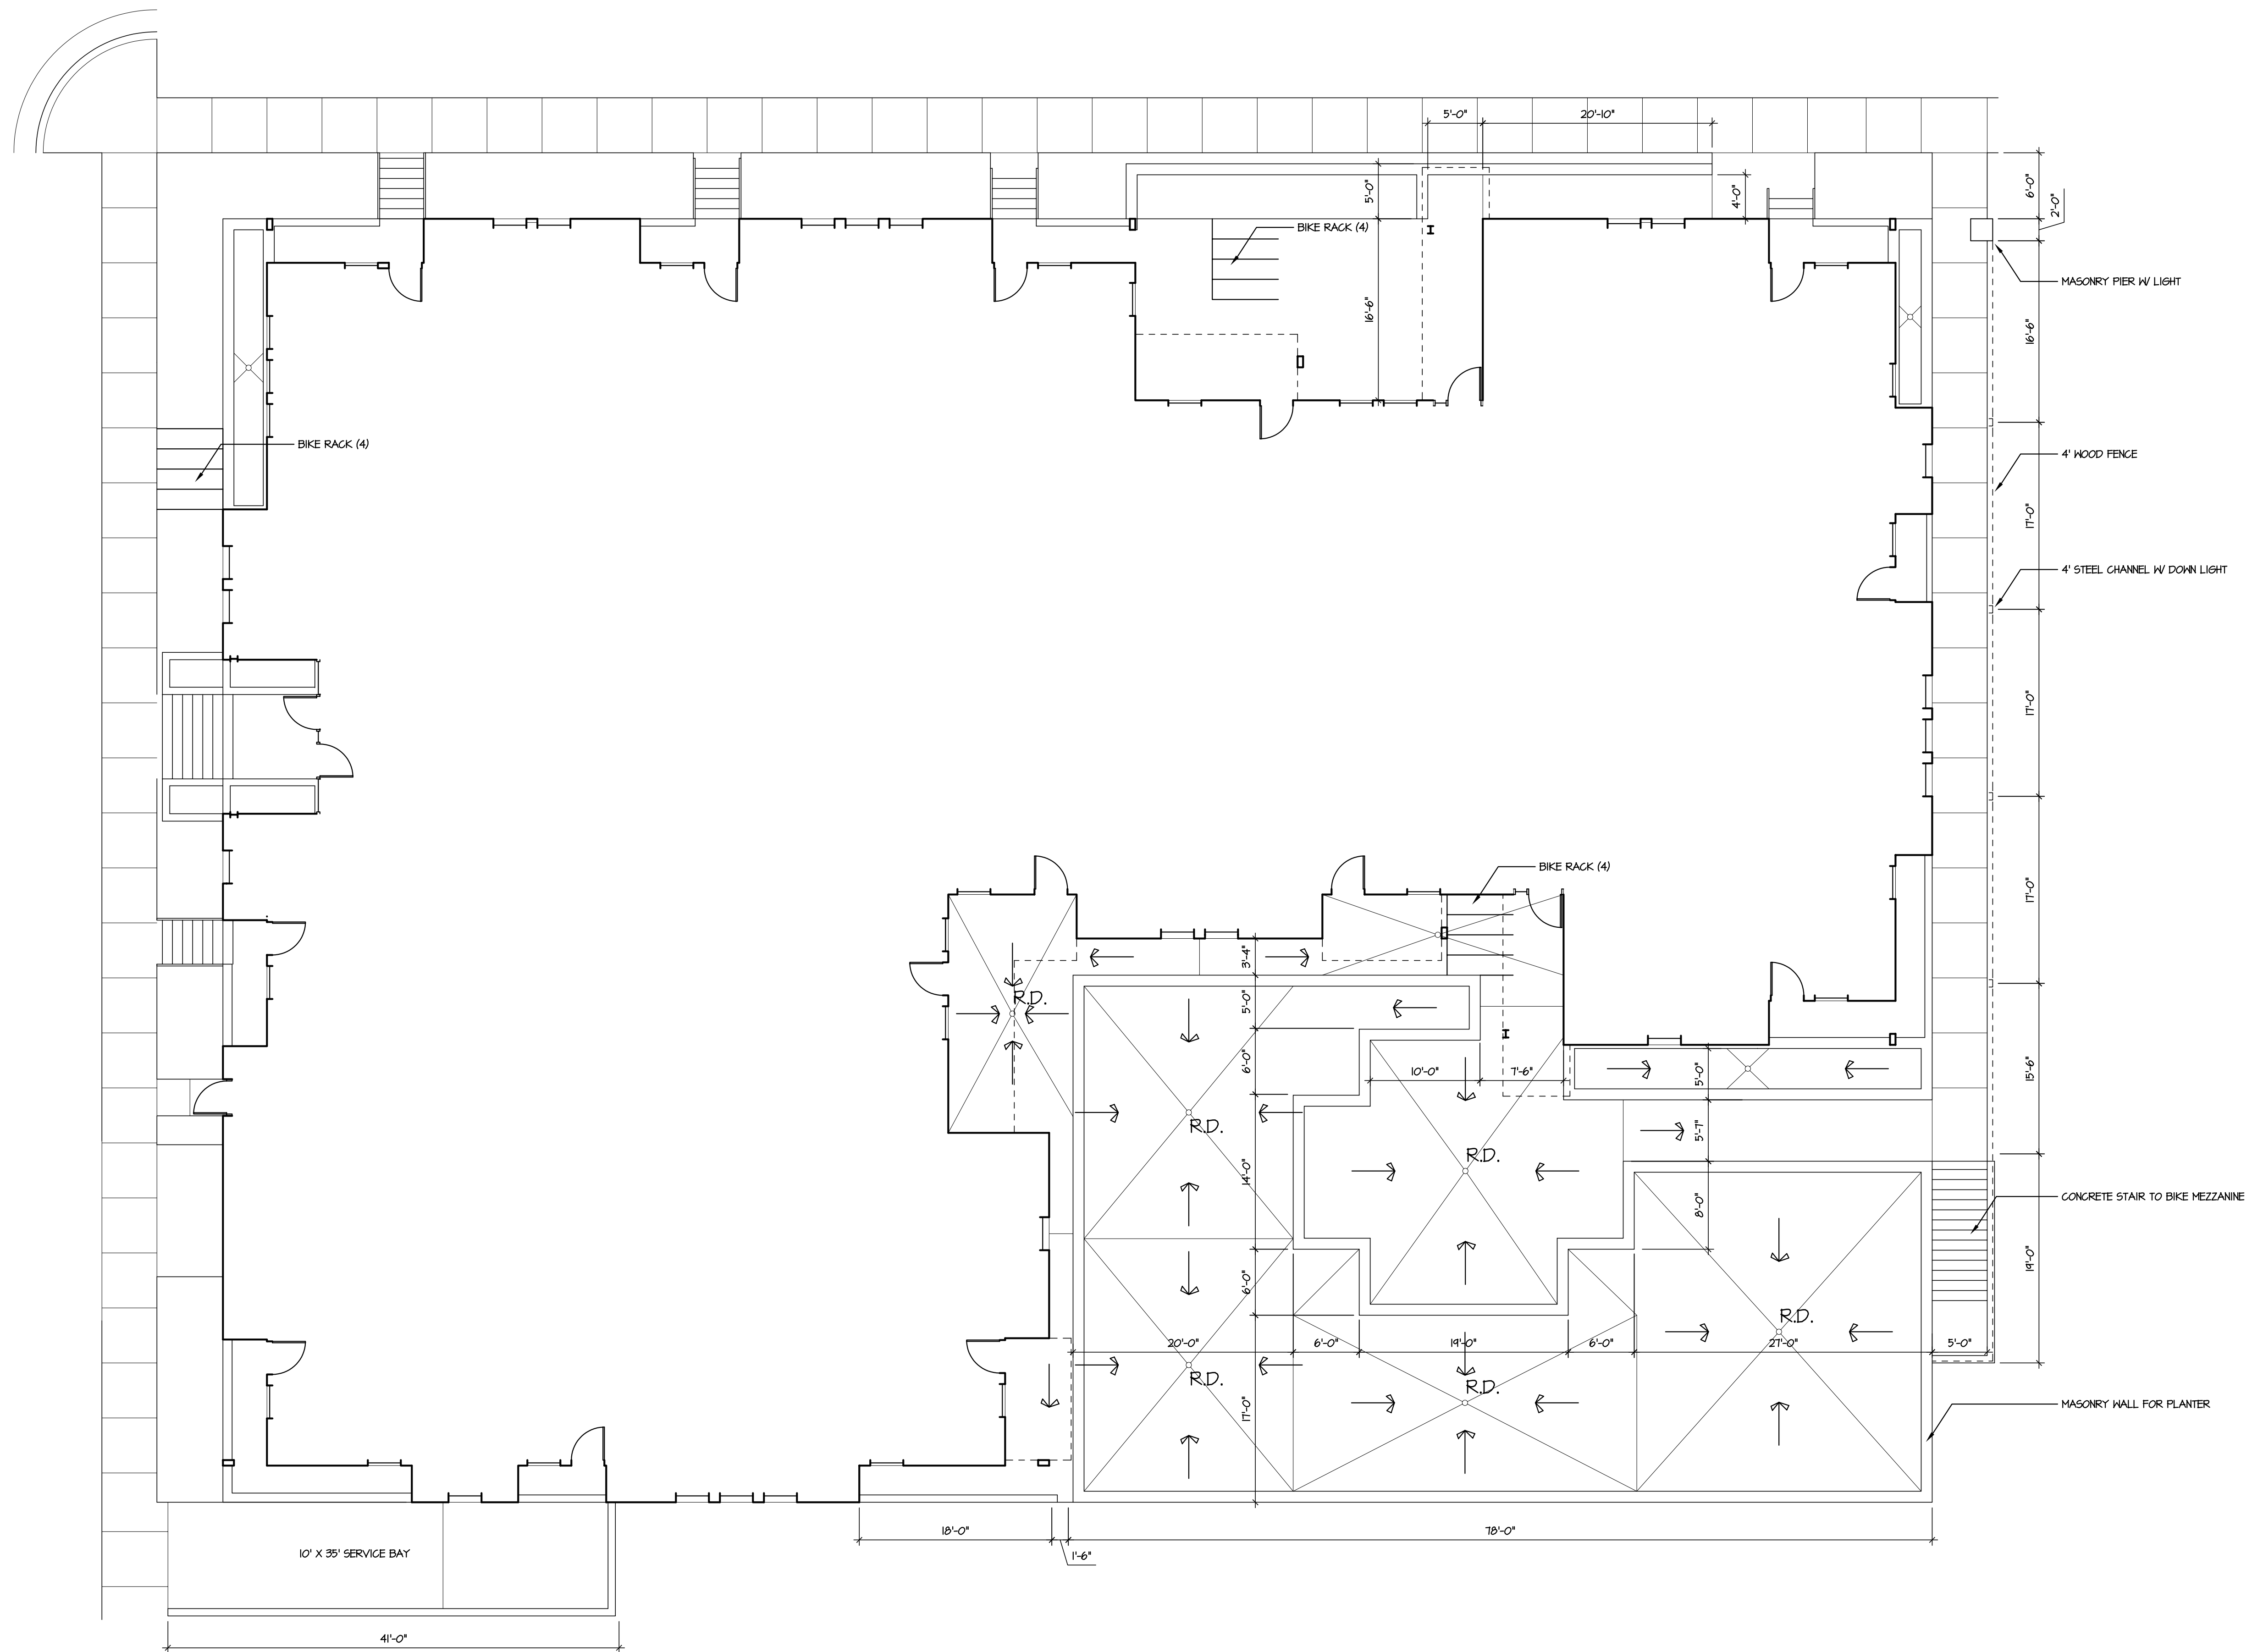 5'-0"
20'-10"
5'-0"
4'-0"
6'-0"
2'-0"
BIKE RACK (4)
MASONRY PIER W/ LIGHT
16'-6"
16'-6"
BIKE RACK (4)
4' WOOD FENCE
17'-0"
4' STEEL CHANNEL W/ DOWN LIGHT
17'-0"
BIKE RACK (4)
17'-0"
3'-4"
R.D.
5'-0"
6'-0"
10'-0"
7'-6"
5'-0"
15'-6"
R.D.
5'-7"
R.D.
14'-0"
8'-0"
CONCRETE STAIR TO BIKE MEZZANINE
19'-0"
6'-0"
R.D.
20'-0"
6'-0"
19'-0"
6'-0"
27'-0"
5'-0"
R.D.
R.D.
17'-0"
MASONRY WALL FOR PLANTER
18'-0"
78'-0"
1'-6"
10' X 35' SERVICE BAY
41'-0"